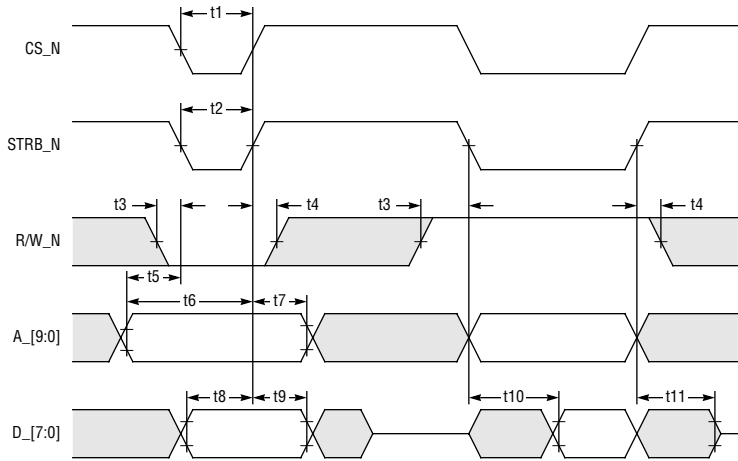 t1
CS_N
t2
STRB_N
t3 t4 t3 t4
R/W_N
t5
t6 t7
A_[9:0]
t8 t9 t10 t11
D_[7:0]